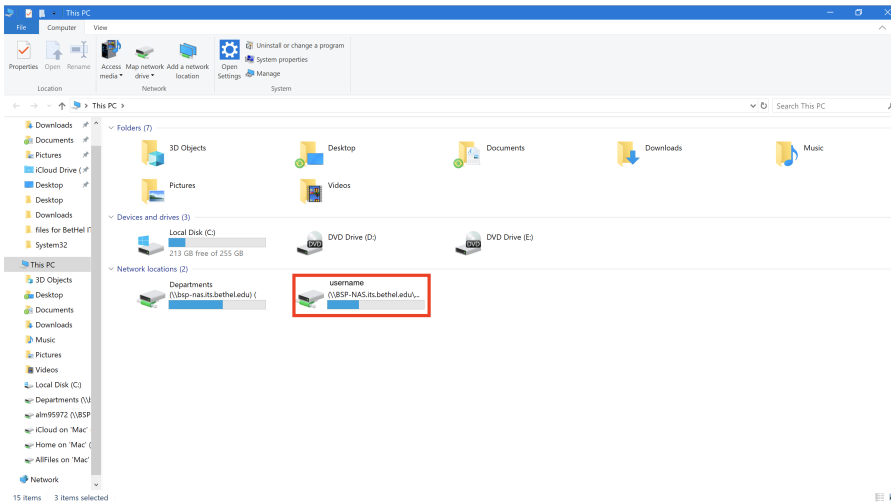 This PC
File Computer View
Properties Open Rename Access media Map network drive Add a network location Open Settings Uninstall or change a program
System properties
Manage
Location Network System
This PC Search This PC
Downloads
Documents
Pictures
iCloud Drive (
Desktop
Desktop
Downloads
files for BetHel IT
System32
This PC
3D Objects
Desktop
Documents
Downloads
Music
Pictures
Videos
Local Disk (C:)
Departments (\\b
alm95972 (\\BSP
iCloud on 'Mac'
Home on 'Mac' (
AllFiles on 'Mac'
Network
Folders (7)
3D Objects
Desktop
Documents
Downloads
Music
Pictures
Videos
Devices and drives (3)
Local Disk (C:)
213 GB free of 255 GB
DVD
DVD Drive (D:)
DVD
DVD Drive (E:)
Network locations (2)
Departments
(\\bsp-nas.its.bethel.edu) (
username
(\\BSP-NAS.its.bethel.edu\...
15 items 3 items selected